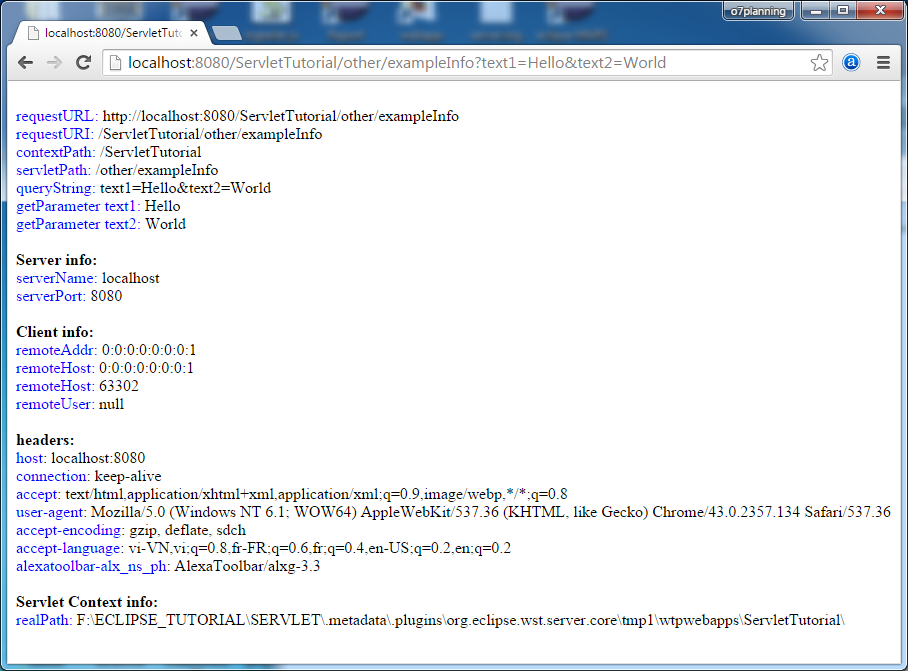 o7planning
localhost:8080/ServletTuto
localhost:8080/ServletTutorial/other/exampleInfo?text1=Hello&text2=World
requestURL: http://localhost:8080/ServletTutorial/other/exampleInfo
requestURI: /ServletTutorial/other/exampleInfo
contextPath: /ServletTutorial
servletPath: /other/exampleInfo
queryString: text1=Hello&text2=World
getParameter text1: Hello
getParameter text2: World
Server info:
serverName: localhost
serverPort: 8080
Client info:
remoteAddr: 0:0:0:0:0:0:0:1
remoteHost: 0:0:0:0:0:0:0:1
remoteHost: 63302
remoteUser: null
headers:
host: localhost:8080
connection: keep-alive
accept: text/html,application/xhtml+xml,application/xml;q=0.9,image/webp,*/*;q=0.8
user-agent: Mozilla/5.0 (Windows NT 6.1; WOW64) AppleWebKit/537.36 (KHTML, like Gecko) Chrome/43.0.2357.134 Safari/537.36
accept-encoding: gzip, deflate, sdch
accept-language: vi-VN,vi;q=0.8,fr-FR;q=0.6,fr;q=0.4,en-US;q=0.2,en;q=0.2
alexatoolbar-alx_ns_ph: AlexaToolbar/alxg-3.3
Servlet Context info:
realPath: F:\ECLIPSE_TUTORIAL\SERVLET\.metadata\.plugins\org.eclipse.wst.server.core\tmp1\wtpwebapps\ServletTutorial\